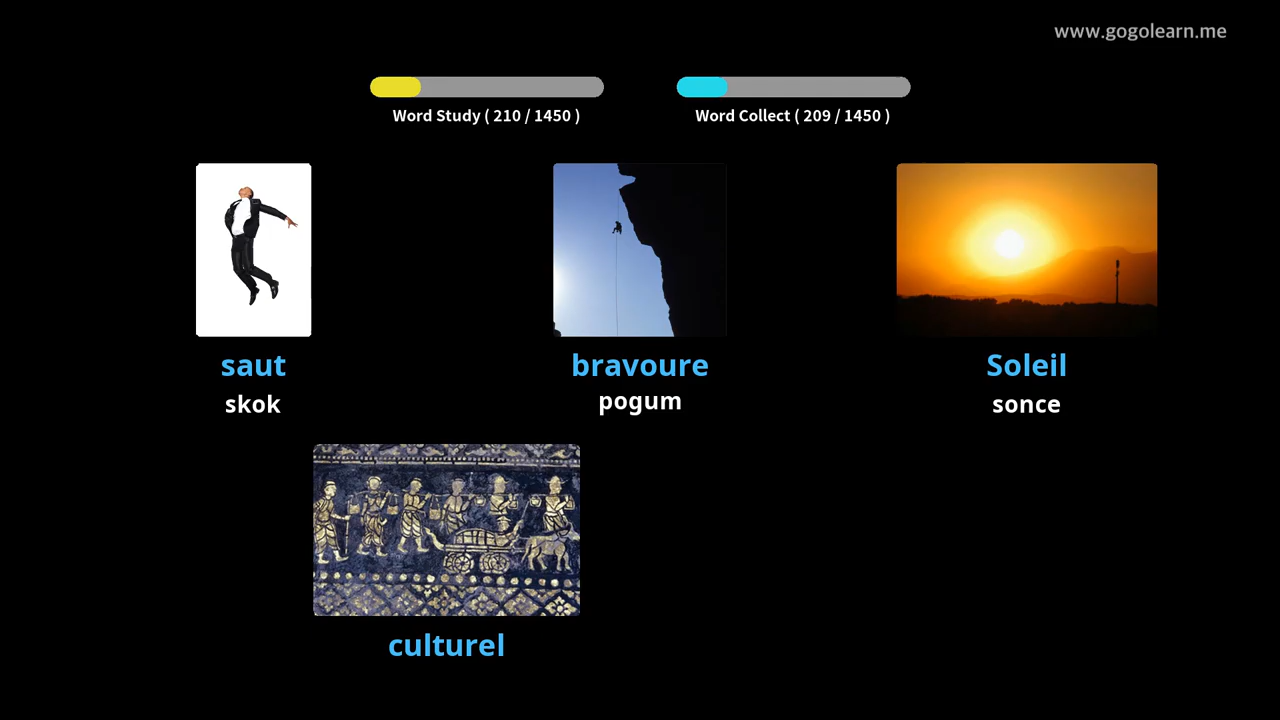 www.gogolearn.me
Word Study ( 210 / 1450 )
Word Collect ( 209 / 1450 )
saut
skok
bravoure
pogum
Soleil
sonce
culturel